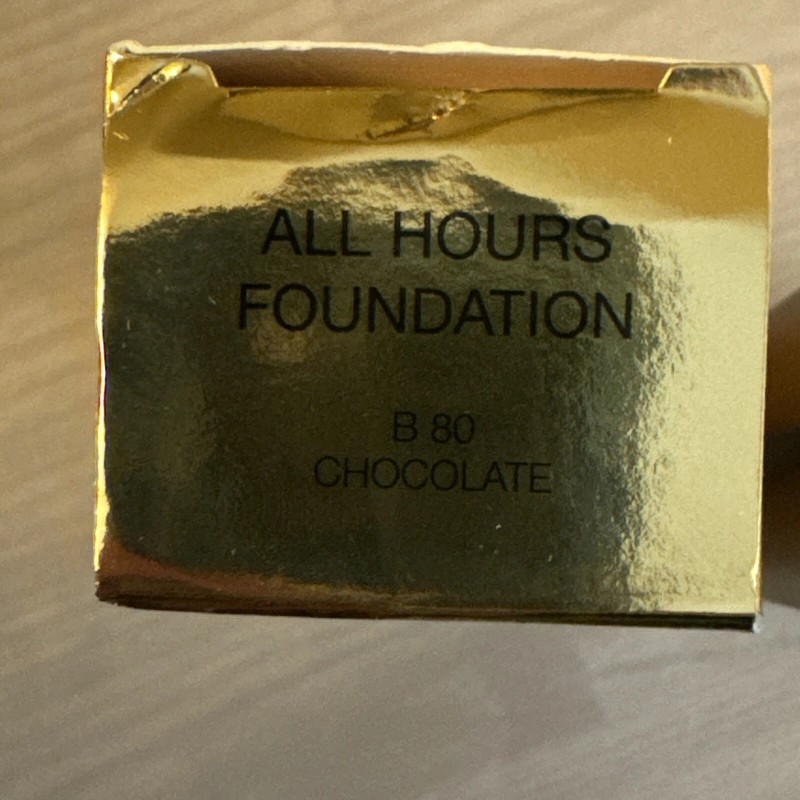 ALL HOURS
FOUNDATION
B 80
CHOCOLATE